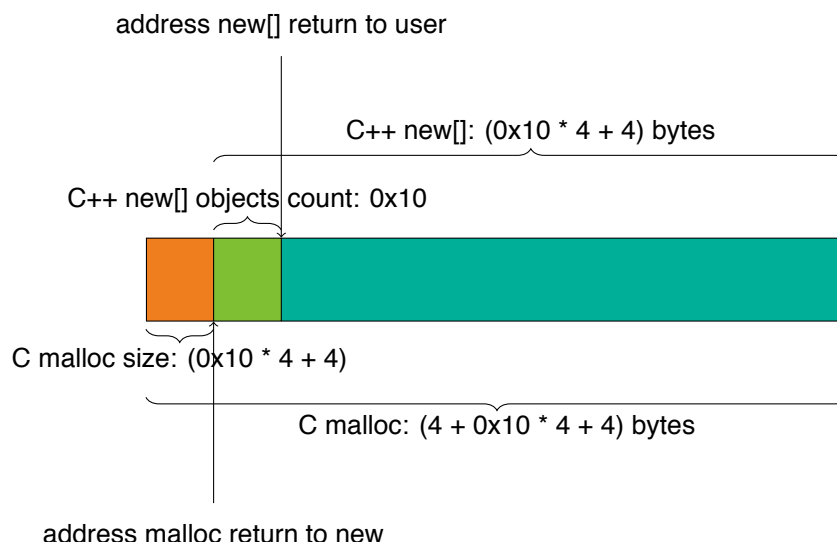 address new[] return to user
C++ new[]: (0x10 * 4 + 4) bytes
C++ new[] objects count: 0x10
C malloc size: (0x10 * 4 + 4)
C malloc: (4 + 0x10 * 4 + 4) bytes
address malloc return to new